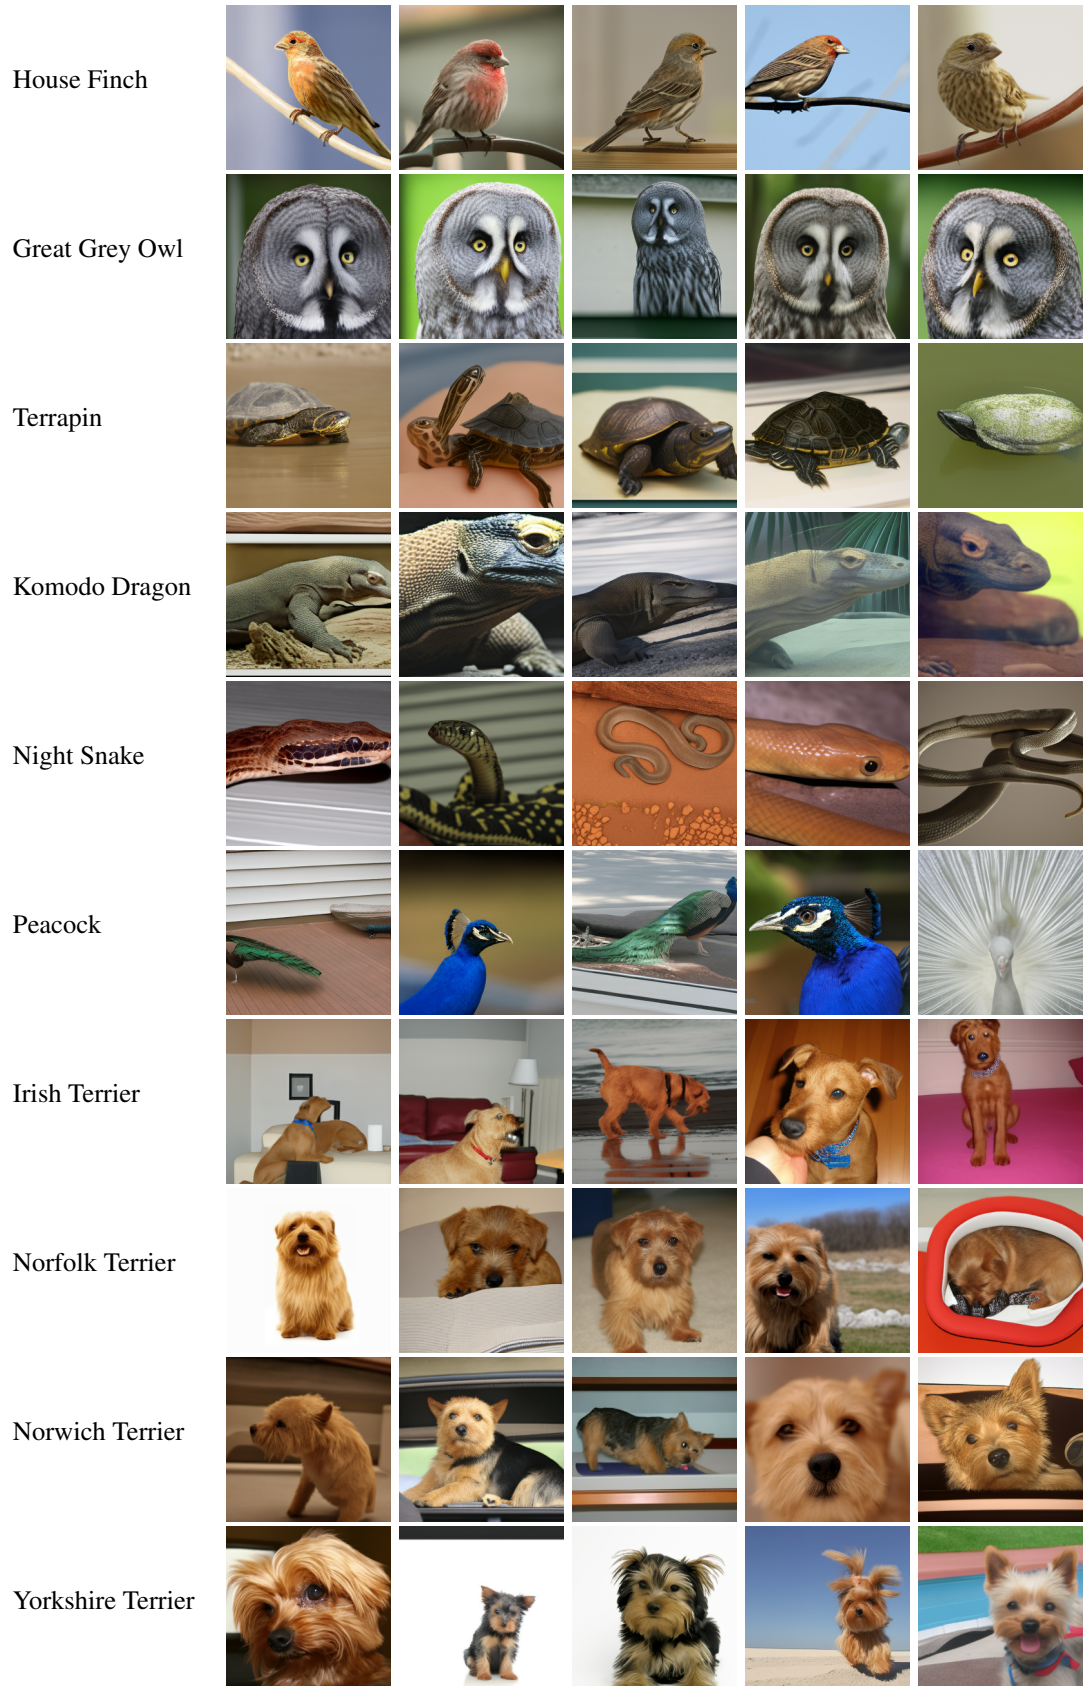 House Finch
Great Grey Owl
Terrapin
Komodo Dragon
Night Snake
Peacock
Irish Terrier
Norfolk Terrier
Norwich Terrier
Yorkshire Terrier